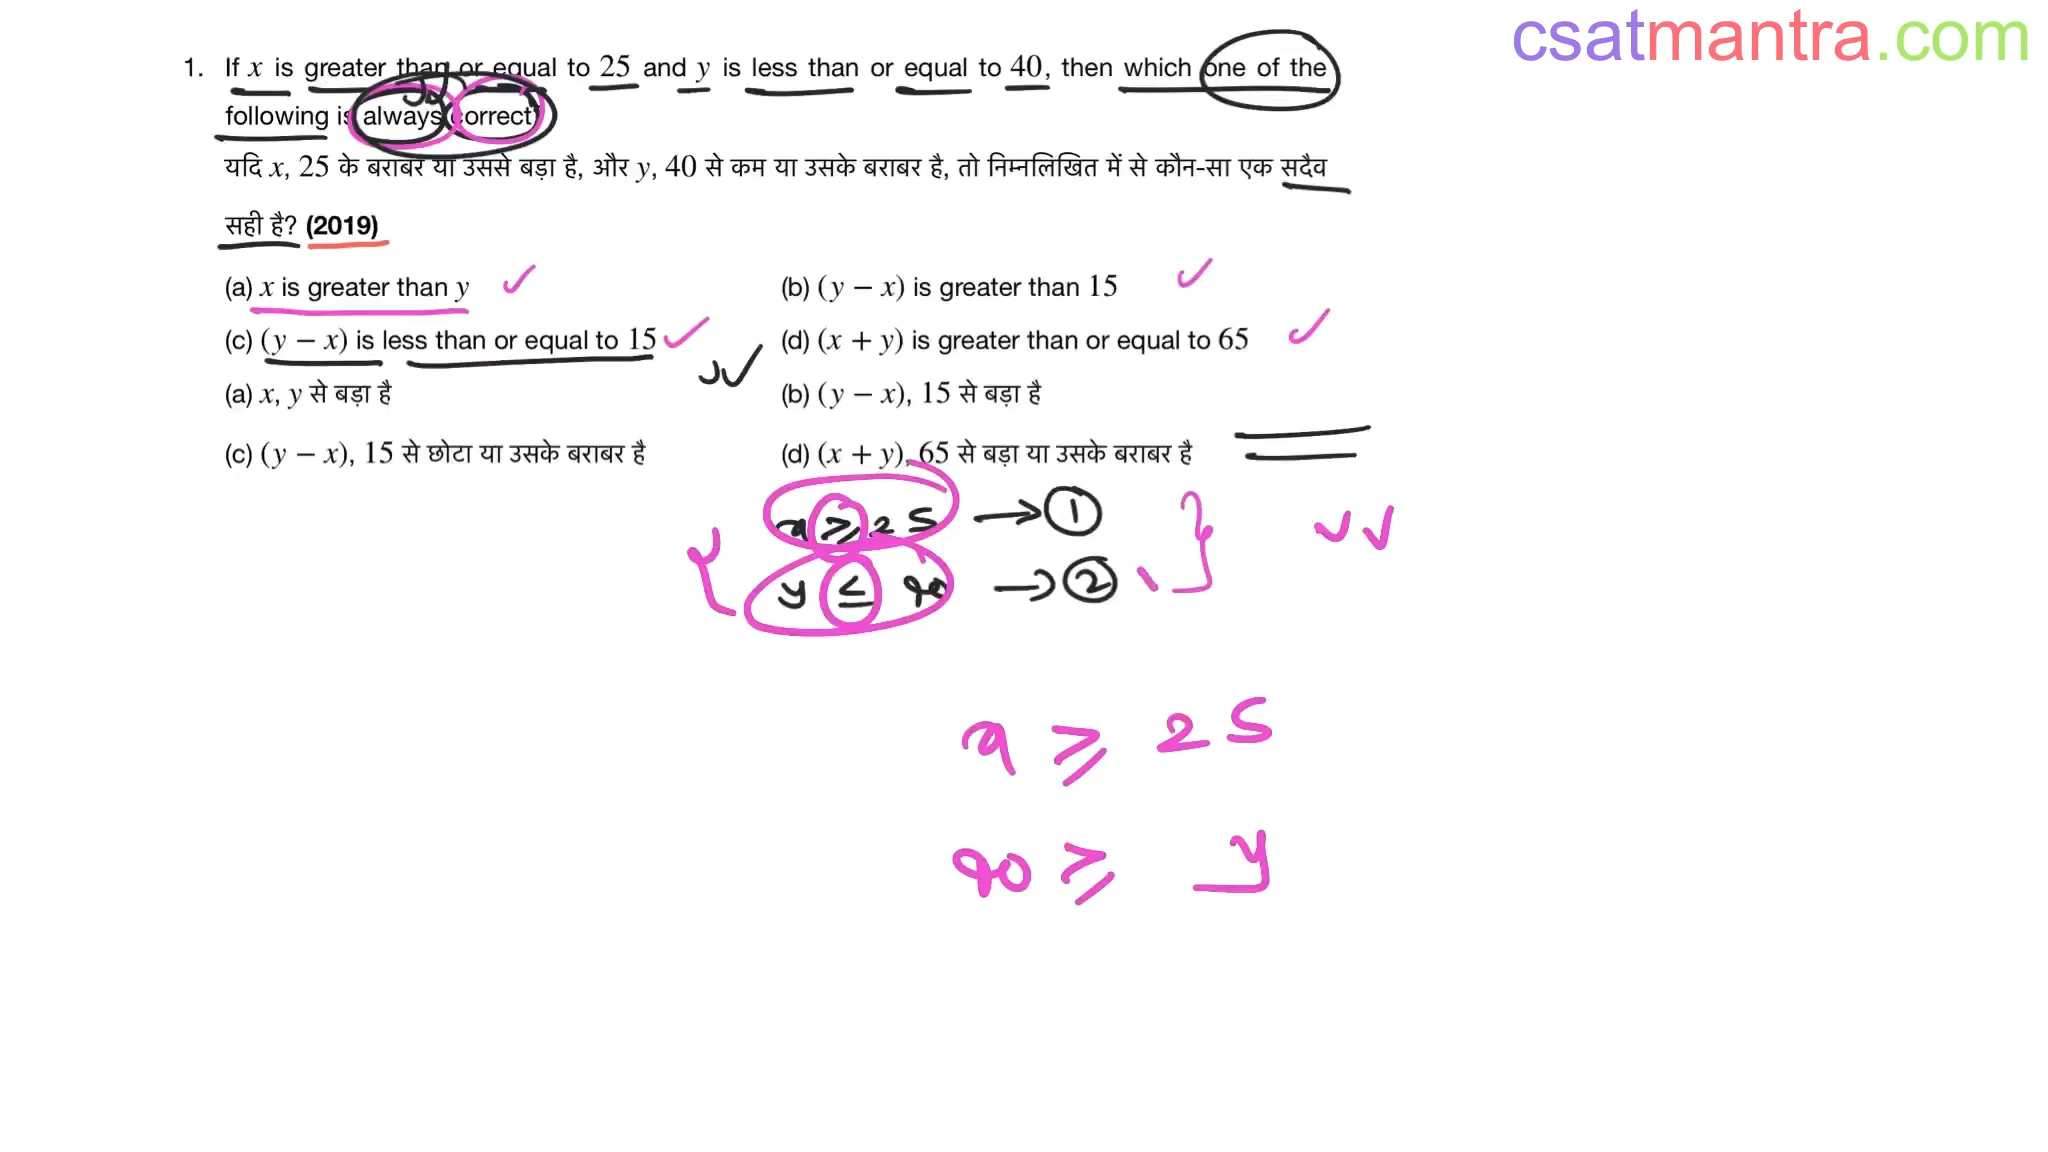 csatmantra.com
1. If x is greater than or equal to 25 and y is less than or equal to 40, then which one of the
following is always correct?
यदि x, 25 के बराबर या उससे बड़ा है, और y, 40 से कम या उसके बराबर है, तो निम्नलिखित में से कौन-सा एक सदैव
सही है? (2019)
(a) x is greater than y (b) (y − x) is greater than 15
(c) (y − x) is less than or equal to 15 (d) (x + y) is greater than or equal to 65
(a) x, y से बड़ा है (b) (y − x), 15 से बड़ा है
(c) (y − x), 15 से छोटा या उसके बराबर है (d) (x + y), 65 से बड़ा या उसके बराबर है
x ≥ 25 → 1
y ≤ 40 → 2
x ≥ 25
40 ≥ y